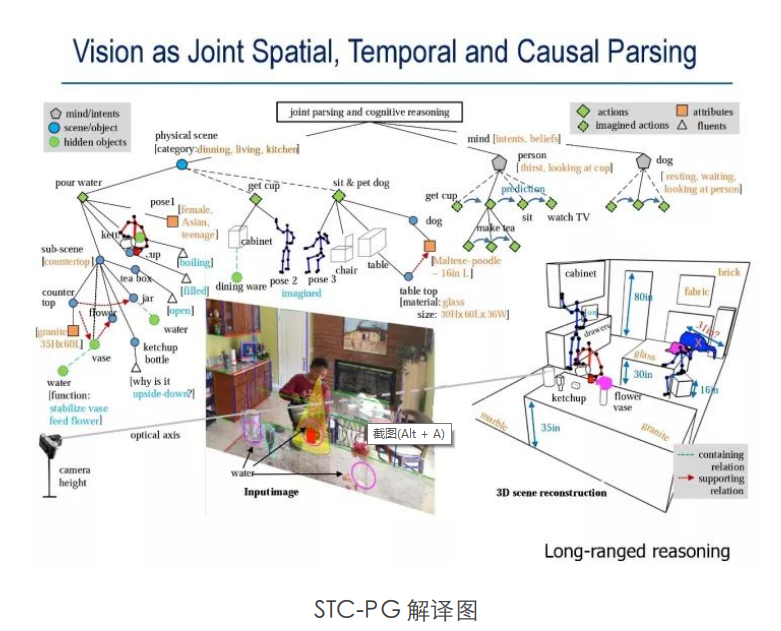 Vision as Joint Spatial, Temporal and Causal Parsing
mind/intents
scene/object
hidden objects
joint parsing and cognitive reasoning
actions
attributes
imagined actions
fluents
physical scene
[category:dinning, living, kitchen]
mind [intents, beliefs]
person
[thirst, looking at cup]
dog
[resting, waiting,
looking at person]
pour water
get cup
sit & pet dog
get cup
prediction
sit
watch TV
make tea
pose1
[female,
Asian,
teenage]
cabinet
dining ware
pose 2
pose 3
imagined
chair
table
dog
[Maltese-poodle
– 16in L]
table top
[material: glass
size: 30Hx60Lx36W]
sub-scene
[countertop]
[boiling]
tea box
[filled]
counter
top
flower
jar
[open]
water
[granite
35Hx60L]
vase
ketchup
bottle
water
[function:
stabilize vase
feed flower]
[why is it
upside-down?]
optical axis
camera
height
water
Input image
截图(Alt + A)
cabinet
drawers
80in
brick
fabric
31in?
glass
30in
16in
ketchup
flower
vase
marble
35in
granite
3D scene reconstruction
containing
relation
supporting
relation
Long-ranged reasoning
STC-PG 解译图